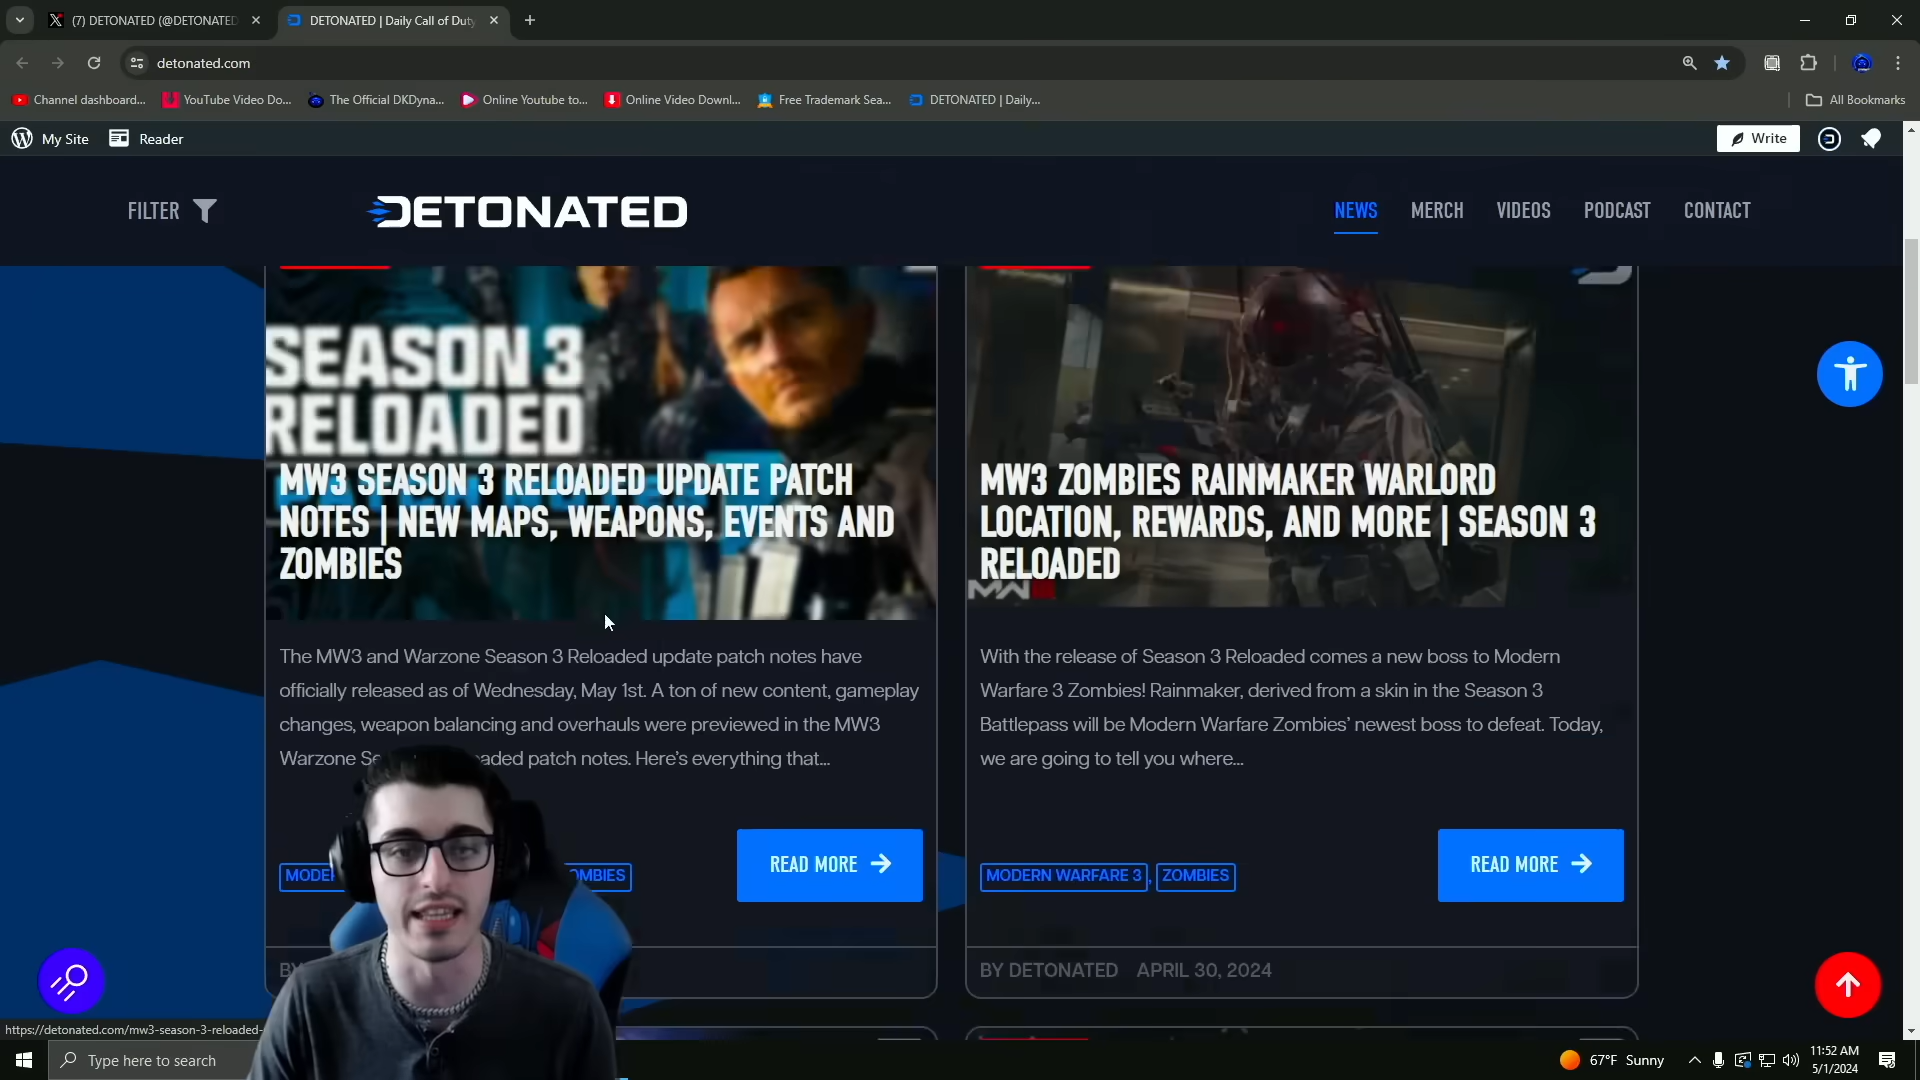 (7) DETONATED (@DETONATED
DETONATED | Daily Call of Duty
detonated.com
Channel dashboard...
YouTube Video Do...
The Official DKDyna...
Online Youtube to...
Online Video Downl...
Free Trademark Sea...
DETONATED | Daily...
All Bookmarks
My Site
Reader
Write
FILTER
DETONATED
NEWS
MERCH
VIDEOS
PODCAST
CONTACT
SEASON 3
RELOADED
MW3 SEASON 3 RELOADED UPDATE PATCH
NOTES | NEW MAPS, WEAPONS, EVENTS AND
ZOMBIES
The MW3 and Warzone Season 3 Reloaded update patch notes have
officially released as of Wednesday, May 1st. A ton of new content, gameplay
changes, weapon balancing and overhauls were previewed in the MW3
Warzone Se aded patch notes. Here's everything that...
MODE
OMBIES
READ MORE
BY
MW3 ZOMBIES RAINMAKER WARLORD
LOCATION, REWARDS, AND MORE | SEASON 3
RELOADED
MW3
With the release of Season 3 Reloaded comes a new boss to Modern
Warfare 3 Zombies! Rainmaker, derived from a skin in the Season 3
Battlepass will be Modern Warfare Zombies' newest boss to defeat. Today,
we are going to tell you where...
MODERN WARFARE 3, ZOMBIES
READ MORE
BY DETONATED APRIL 30, 2024
https://detonated.com/mw3-season-3-reloaded-
Type here to search
67°F Sunny
11:52 AM
5/1/2024